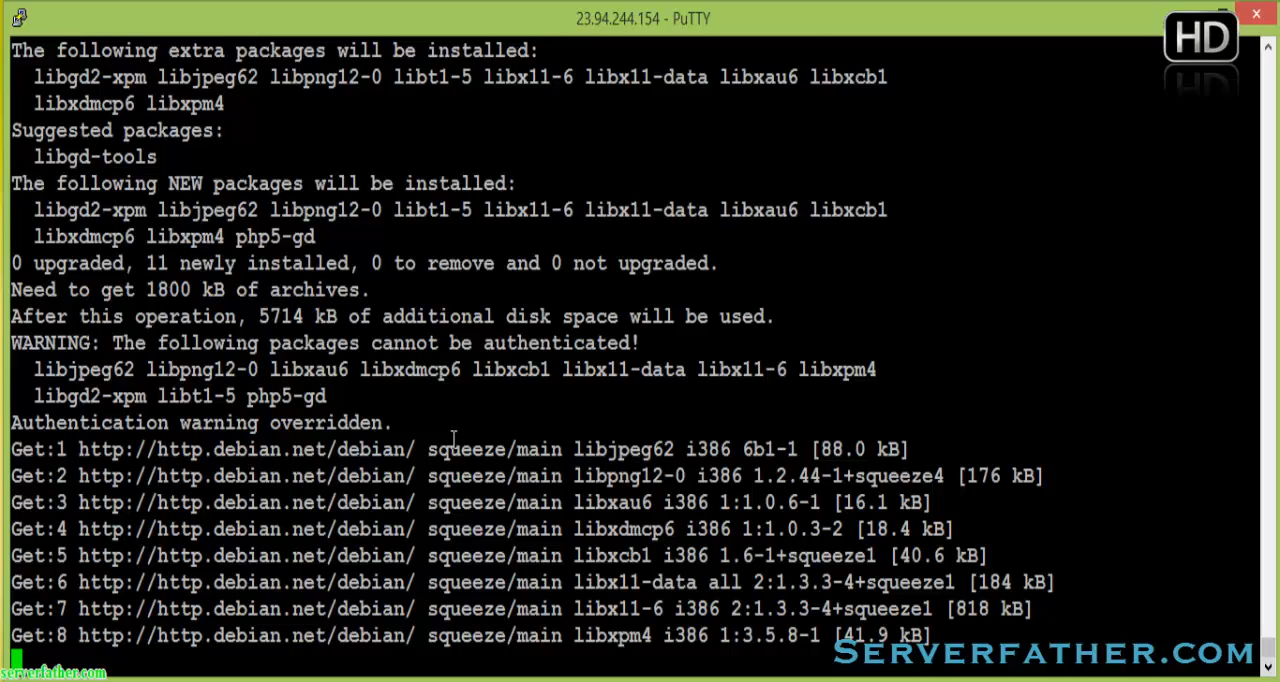 23.94.244.154 - PuTTY
HD
The following extra packages will be installed:
libgd2-xpm libjpeg62 libpng12-0 libt1-5 libx11-6 libx11-data libxau6 libxcb1
libxdmcp6 libxpm4
Suggested packages:
libgd-tools
The following NEW packages will be installed:
libgd2-xpm libjpeg62 libpng12-0 libt1-5 libx11-6 libx11-data libxau6 libxcb1
libxdmcp6 libxpm4 php5-gd
0 upgraded, 11 newly installed, 0 to remove and 0 not upgraded.
Need to get 1800 kB of archives.
After this operation, 5714 kB of additional disk space will be used.
WARNING: The following packages cannot be authenticated!
libjpeg62 libpng12-0 libxau6 libxdmcp6 libxcb1 libx11-data libx11-6 libxpm4
libgd2-xpm libt1-5 php5-gd
Authentication warning overridden.
Get:1 http://http.debian.net/debian/ squeeze/main libjpeg62 i386 6b1-1 [88.0 kB]
Get:2 http://http.debian.net/debian/ squeeze/main libpng12-0 i386 1.2.44-1+squeeze4 [176 kB]
Get:3 http://http.debian.net/debian/ squeeze/main libxau6 i386 1:1.0.6-1 [16.1 kB]
Get:4 http://http.debian.net/debian/ squeeze/main libxdmcp6 i386 1:1.0.3-2 [18.4 kB]
Get:5 http://http.debian.net/debian/ squeeze/main libxcb1 i386 1.6-1+squeeze1 [40.6 kB]
Get:6 http://http.debian.net/debian/ squeeze/main libx11-data all 2:1.3.3-4+squeeze1 [184 kB]
Get:7 http://http.debian.net/debian/ squeeze/main libx11-6 i386 2:1.3.3-4+squeeze1 [818 kB]
Get:8 http://http.debian.net/debian/ squeeze/main libxpm4 i386 1:3.5.8-1 [41.9 kB]
SERVERFATHER.COM
serverfather.com